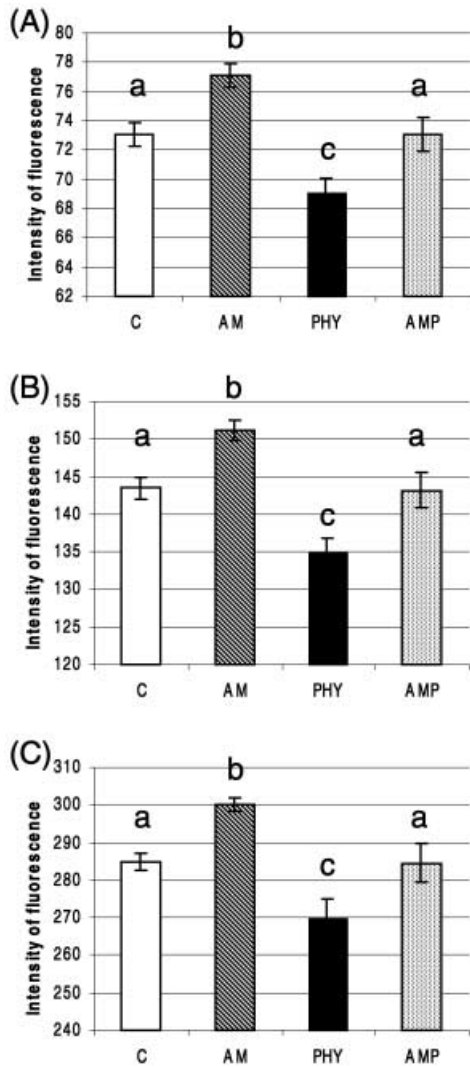 (A)
Intensity of fluorescence
80
78
76
74
72
70
68
66
64
62
a
b
c
a
C AM PHY AMP
(B)
Intensity of fluorescence
155
150
145
140
135
130
125
120
a
b
c
a
C AM PHY AMP
(C)
Intensity of fluorescence
310
300
290
280
270
260
250
240
a
b
c
a
C AM PHY AMP